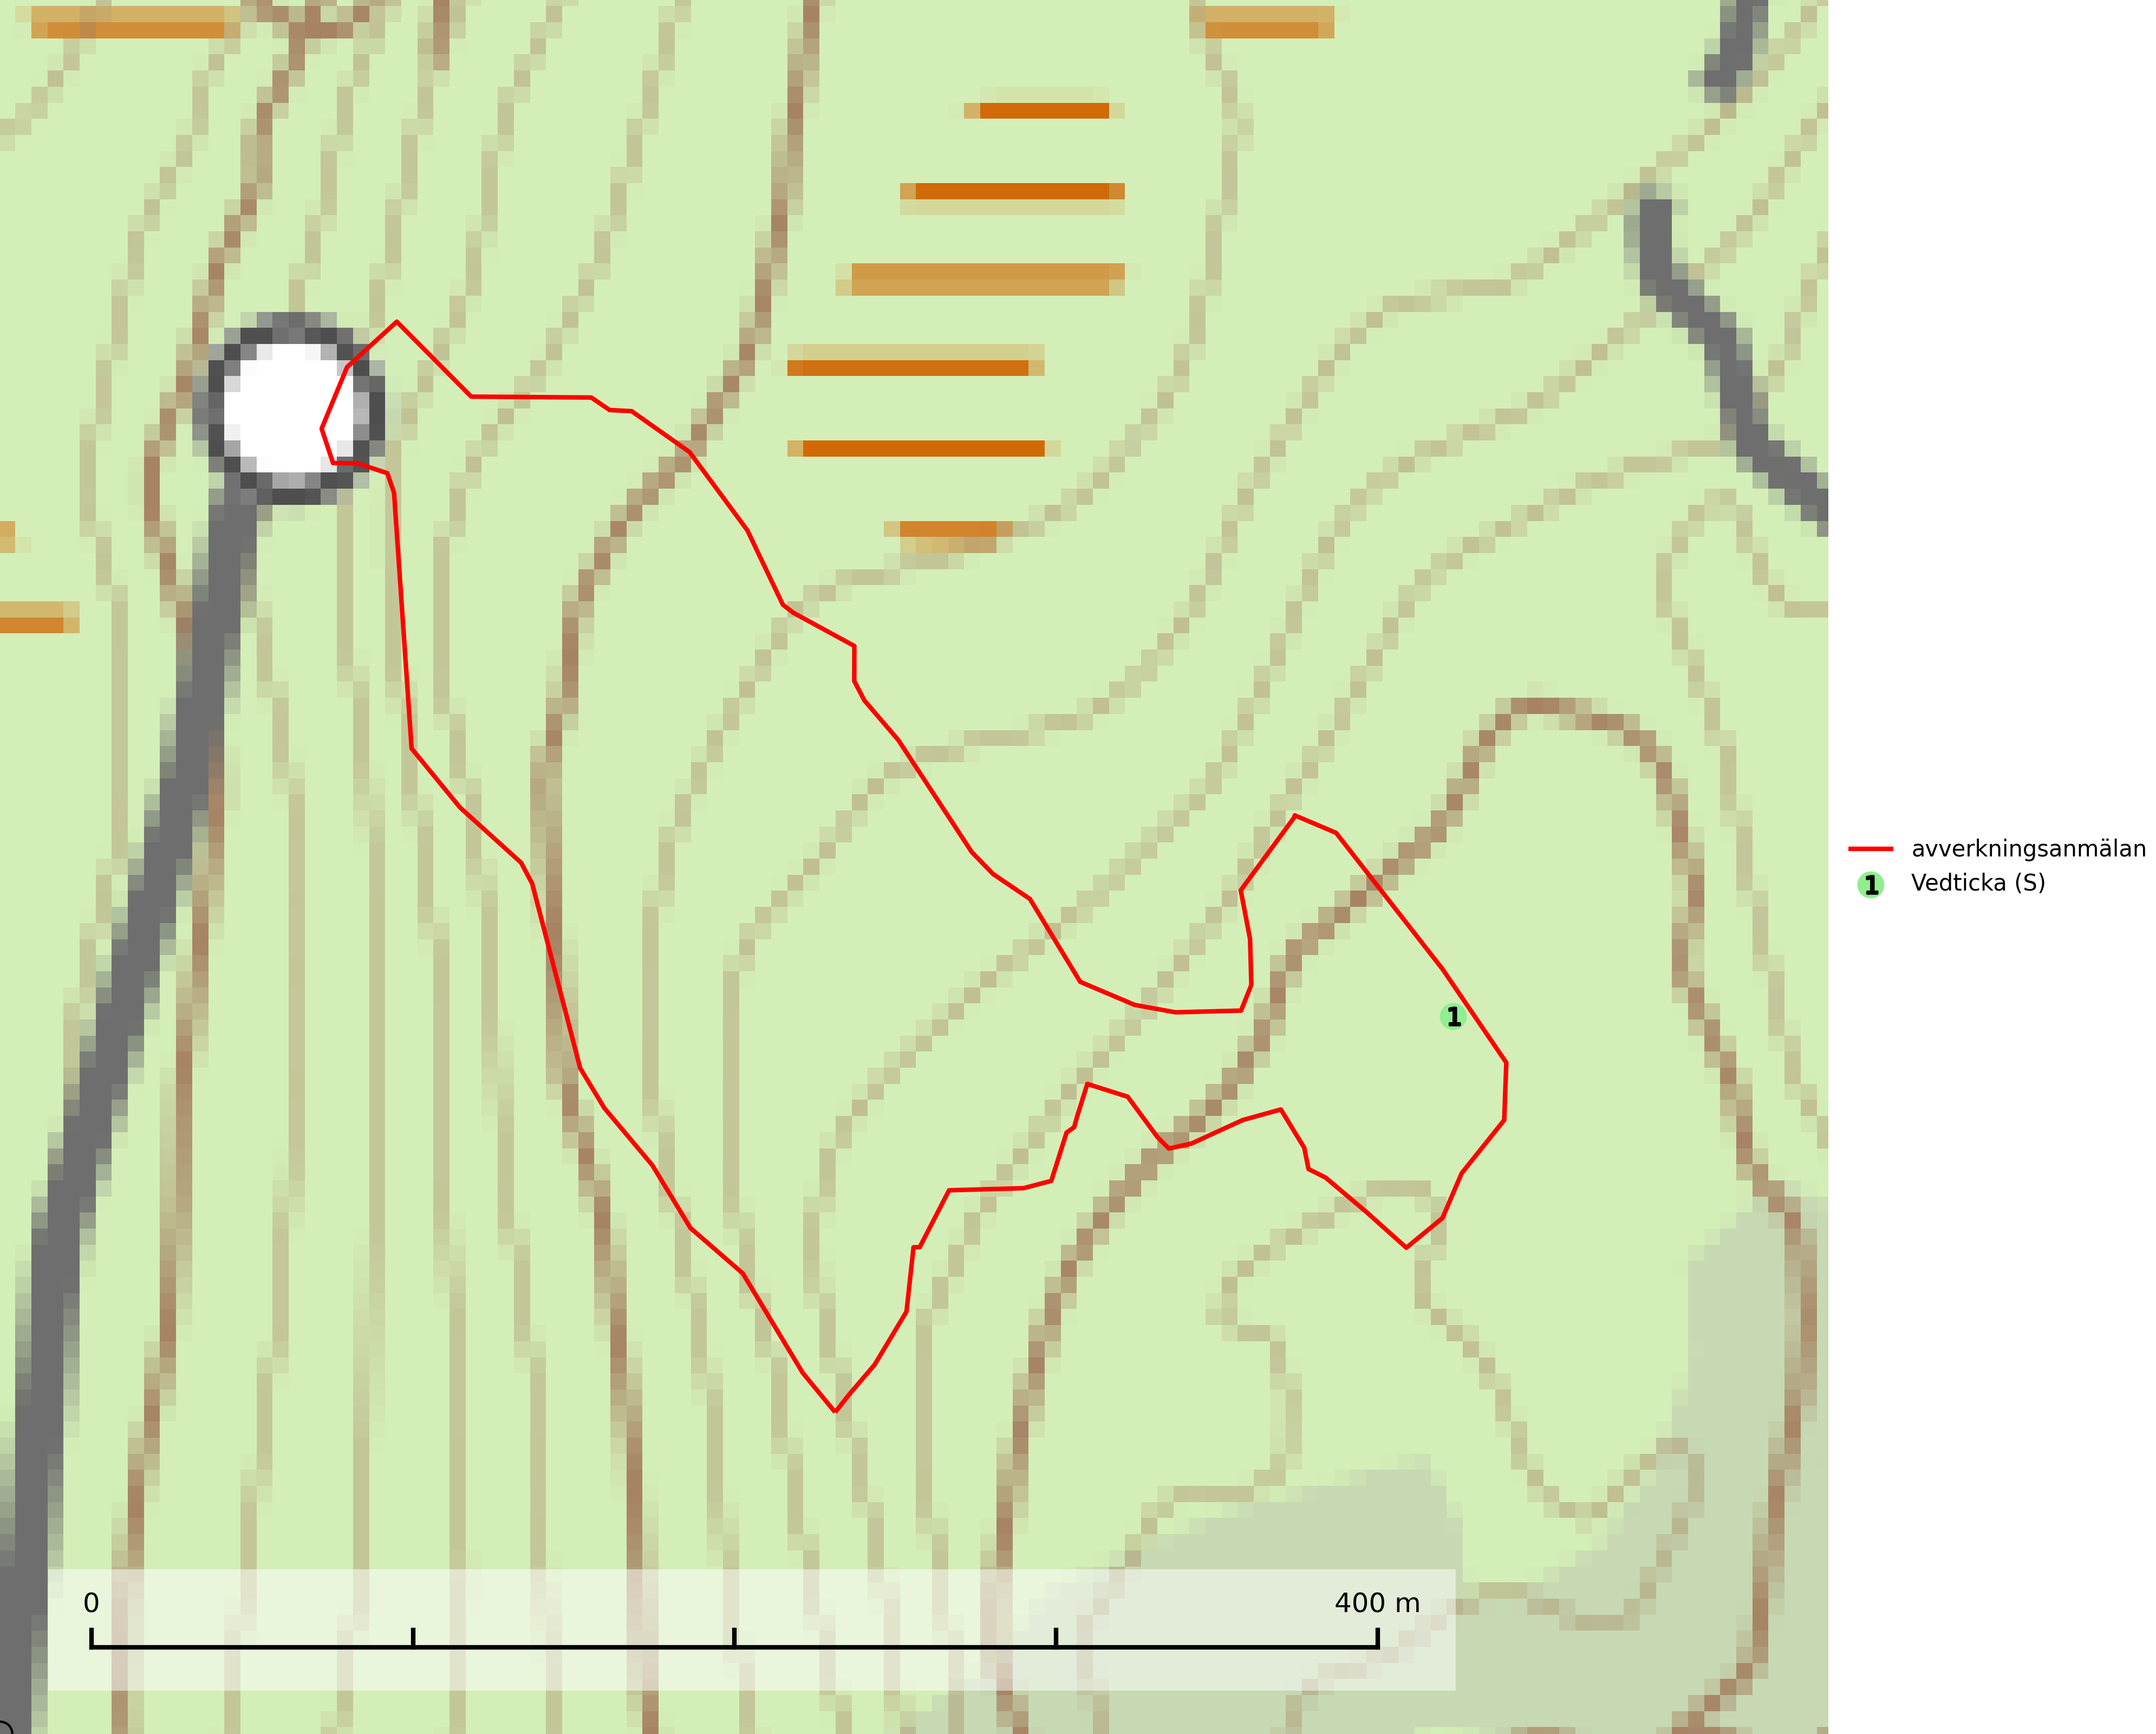 avverkningsanmälan
1 Vedticka (S)
1
0 400 m